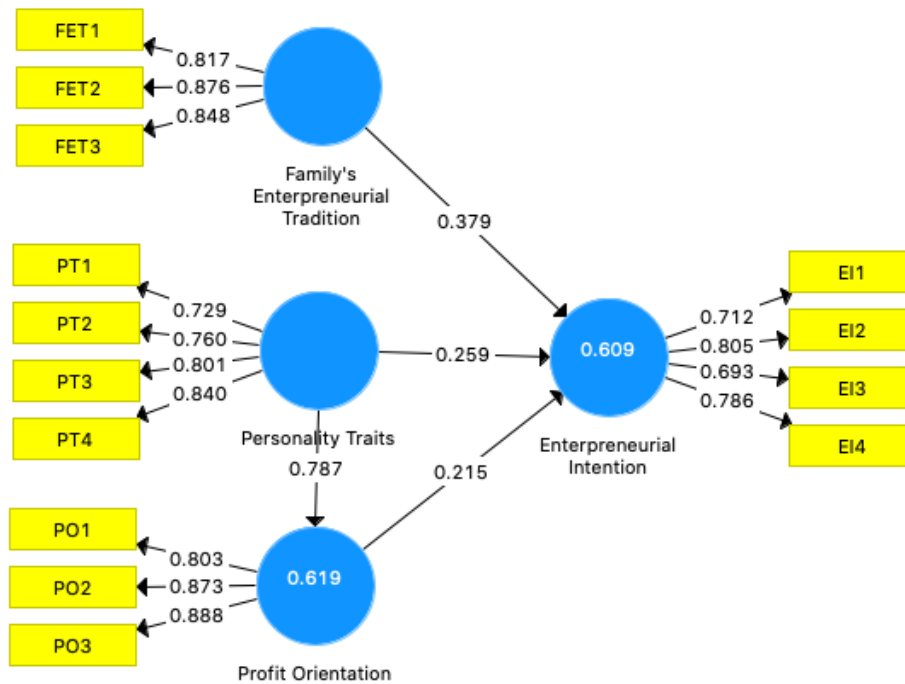 FET1
0.817
FET2
0.876
0.848
FET3
Family's
Enterpreneurial
Tradition
0.379
PT1
0.729
PT2
0.760
PT3
0.801
0.840
PT4
Personality Traits
0.259
0.609
EI1
0.712
EI2
0.805
0.693
EI3
0.786
EI4
Enterpreneurial
Intention
0.787
0.215
PO1
0.803
PO2
0.873
0.888
PO3
0.619
Profit Orientation